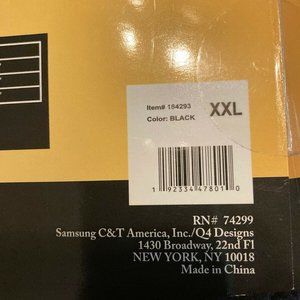 Item# 184293
XXL
Color: BLACK
1 92334 47801 0
RN# 74299
Samsung C&T America, Inc./Q4 Designs
1430 Broadway, 22nd Fl
NEW YORK, NY 10018
Made in China